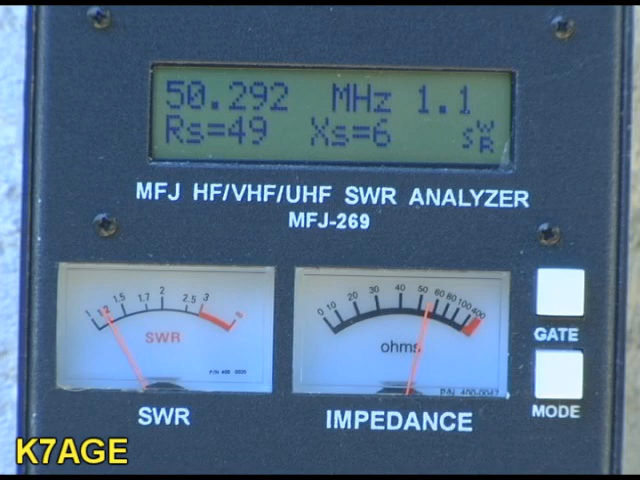 50.292 MHz 1.1
Rs=49 Xs=6 SWR
MFJ HF/VHF/UHF SWR ANALYZER
MFJ-269
1 1.2 1.5 1.7 2 2.5 3
SWR
0 10 20 30 40 50 60 80 100 400
ohms
GATE
MODE
SWR
IMPEDANCE
K7AGE